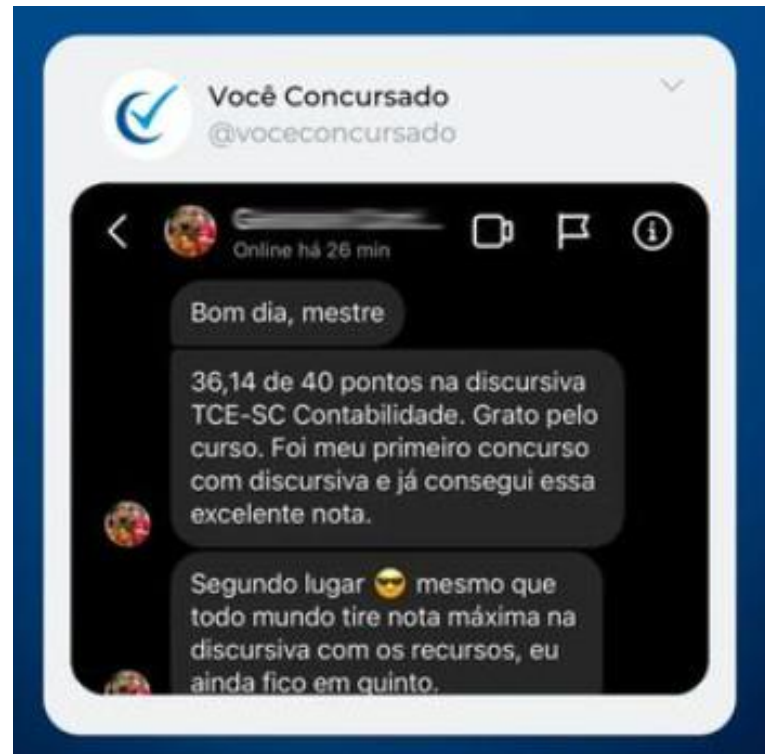 Você Concursado
@voceconcursado
Online há 26 min
Bom dia, mestre
36,14 de 40 pontos na discursiva
TCE-SC Contabilidade. Grato pelo
curso. Foi meu primeiro concurso
com discursiva e já consegui essa
excelente nota.
Segundo lugar 😎 mesmo que
todo mundo tire nota máxima na
discursiva com os recursos, eu
ainda fico em quinto.